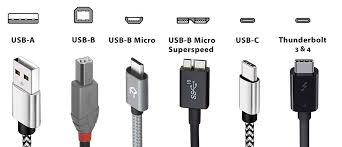 USB-A
USB-B
USB-B Micro
USB-B Micro
Superspeed
USB-C
Thunderbolt
3 & 4